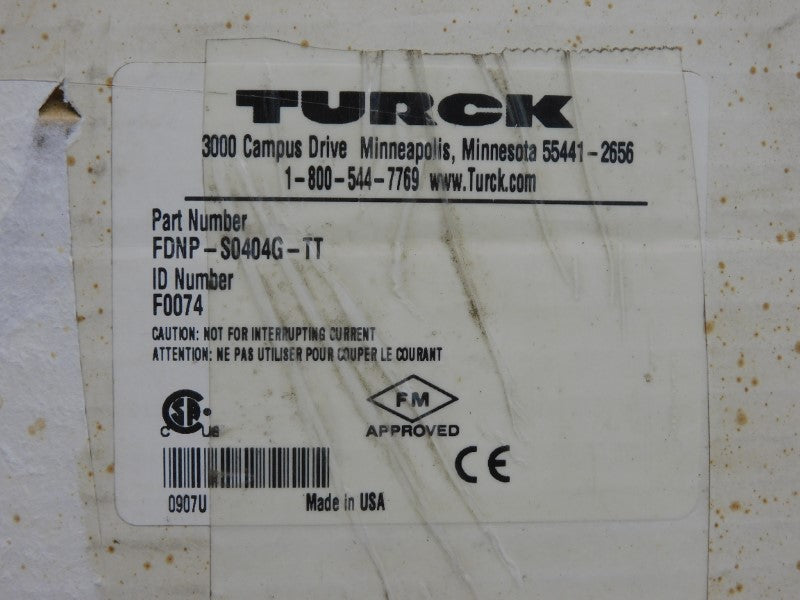 TURCK
3000 Campus Drive Minneapolis, Minnesota 55441-2656
1-800-544-7769 www.Turck.com
Part Number
FDNP-S0404G-TT
ID Number
F0074
CAUTION: NOT FOR INTERRUPTING CURRENT
ATTENTION: NE PAS UTILISER POUR COUPER LE COURANT
SA
C US
FM
APPROVED
CE
0907U Made in USA